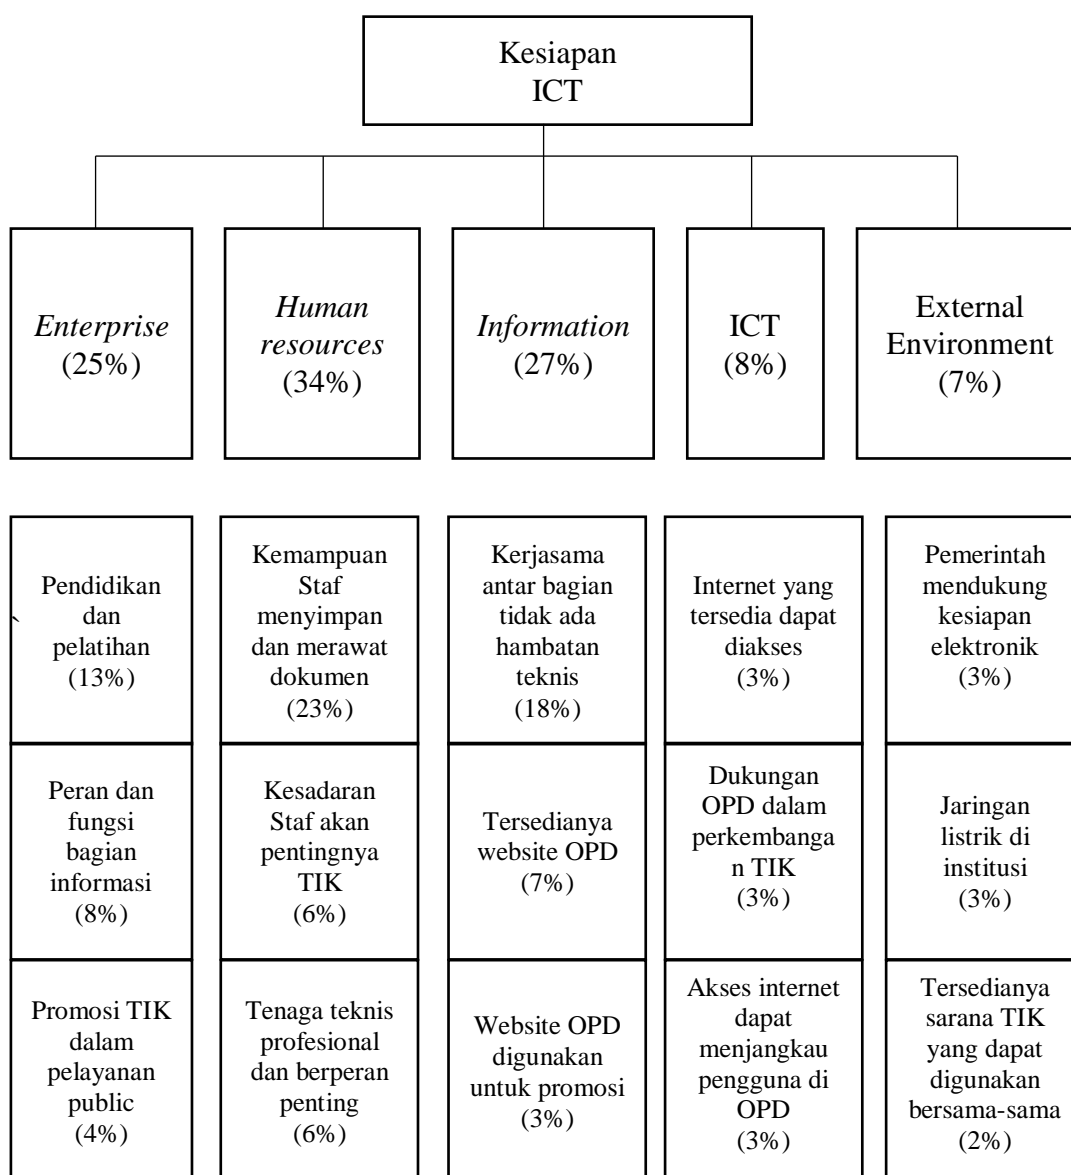 Kesiapan
ICT
Enterprise
(25%)
Human
resources
(34%)
Information
(27%)
ICT
(8%)
External
Environment
(7%)
Pendidikan
dan
pelatihan
(13%)
Kemampuan
Staf
menyimpan
dan merawat
dokumen
(23%)
Kerjasama
antar bagian
tidak ada
hambatan
teknis
(18%)
Internet yang
tersedia dapat
diakses
(3%)
Pemerintah
mendukung
kesiapan
elektronik
(3%)
`
Peran dan
fungsi
bagian
informasi
(8%)
Kesadaran
Staf akan
pentingnya
TIK
(6%)
Tersedianya
website OPD
(7%)
Dukungan
OPD dalam
perkembanga
n TIK
(3%)
Jaringan
listrik di
institusi
(3%)
Promosi TIK
dalam
pelayanan
public
(4%)
Tenaga teknis
profesional
dan berperan
penting
(6%)
Website OPD
digunakan
untuk promosi
(3%)
Akses internet
dapat
menjangkau
pengguna di
OPD
(3%)
Tersedianya
sarana TIK
yang dapat
digunakan
bersama-sama
(2%)